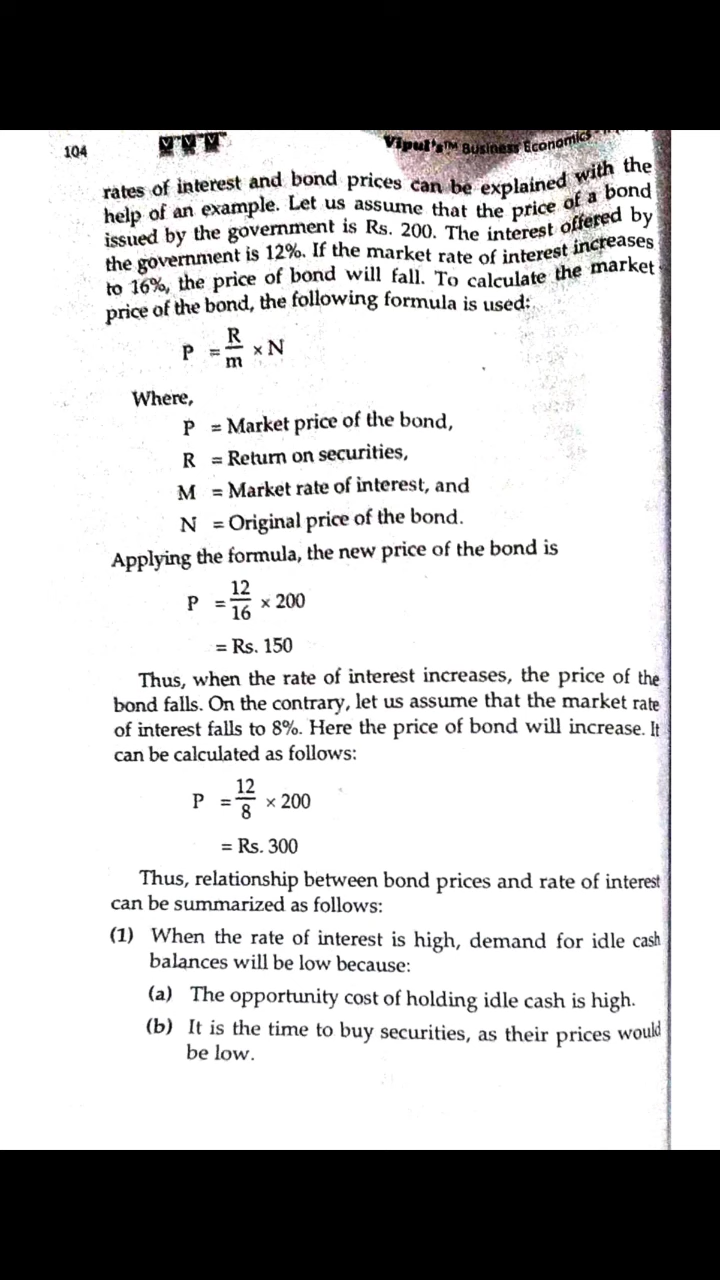 104
Vipul's™ Business Economics -
rates of interest and bond prices can be explained with the
help of an example. Let us assume that the price of a bond
issued by the government is Rs. 200. The interest offered by
the government is 12%. If the market rate of interest increases
to 16%, the price of bond will fall. To calculate the market
price of the bond, the following formula is used:
P = R/m × N
Where,
P = Market price of the bond,
R = Return on securities,
M = Market rate of interest, and
N = Original price of the bond.
Applying the formula, the new price of the bond is
P = 12/16 × 200
= Rs. 150
Thus, when the rate of interest increases, the price of the
bond falls. On the contrary, let us assume that the market rate
of interest falls to 8%. Here the price of bond will increase. It
can be calculated as follows:
P = 12/8 × 200
= Rs. 300
Thus, relationship between bond prices and rate of interest
can be summarized as follows:
(1) When the rate of interest is high, demand for idle cash
balances will be low because:
(a) The opportunity cost of holding idle cash is high.
(b) It is the time to buy securities, as their prices would
be low.